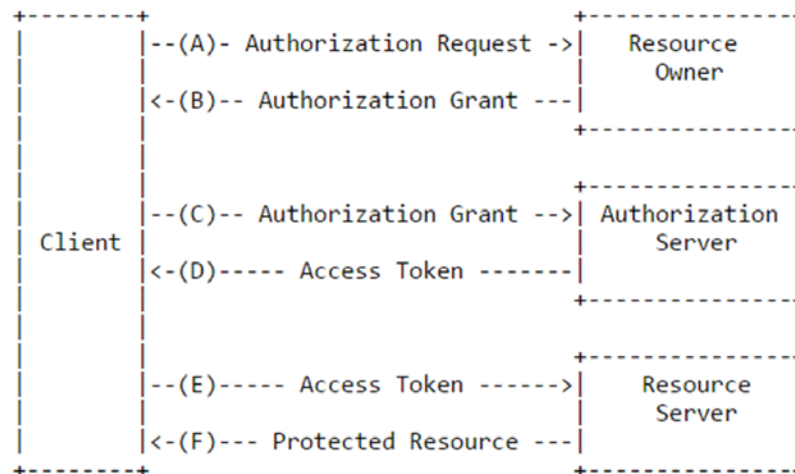 +--------+                               +---------------
|        |--(A)- Authorization Request ->|   Resource
|        |                               |     Owner
|        |<-(B)-- Authorization Grant ---|
|        |                               +---------------
|        |
|        |                               +---------------
|        |--(C)-- Authorization Grant -->| Authorization
| Client |                               |     Server
|        |<-(D)----- Access Token -------|
|        |                               +---------------
|        |
|        |                               +---------------
|        |--(E)----- Access Token ------>|    Resource
|        |                               |     Server
|        |<-(F)--- Protected Resource ---|
+--------+                               +---------------